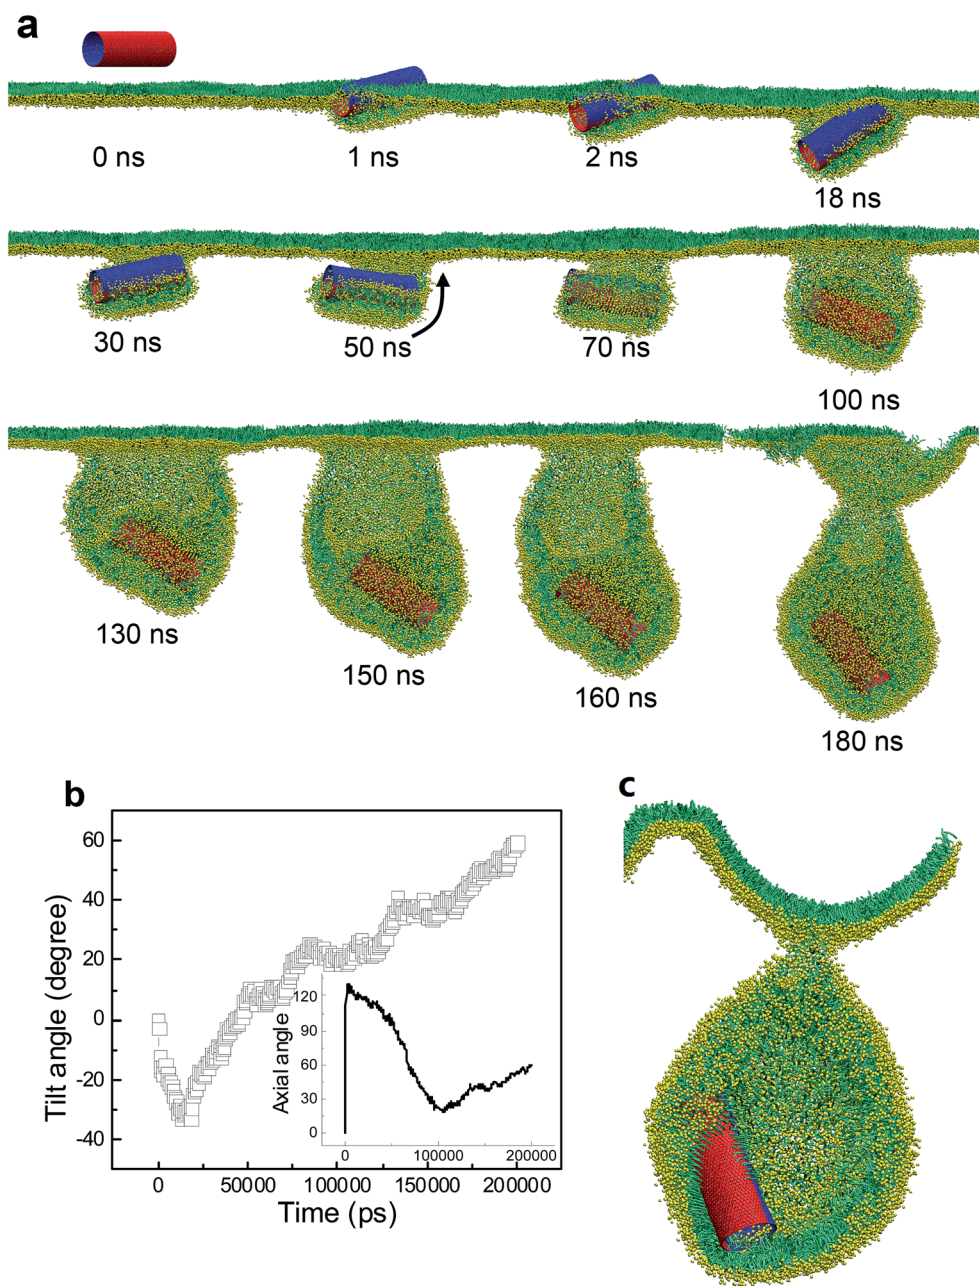 a
0 ns
1 ns
2 ns
18 ns
30 ns
50 ns
70 ns
100 ns
130 ns
150 ns
160 ns
180 ns
b
Tilt angle (degree)
60
40
20
0
-20
-40
0
50000
100000
150000
200000
Time (ps)
Axial angle
120
90
60
30
0
0
100000
200000
c